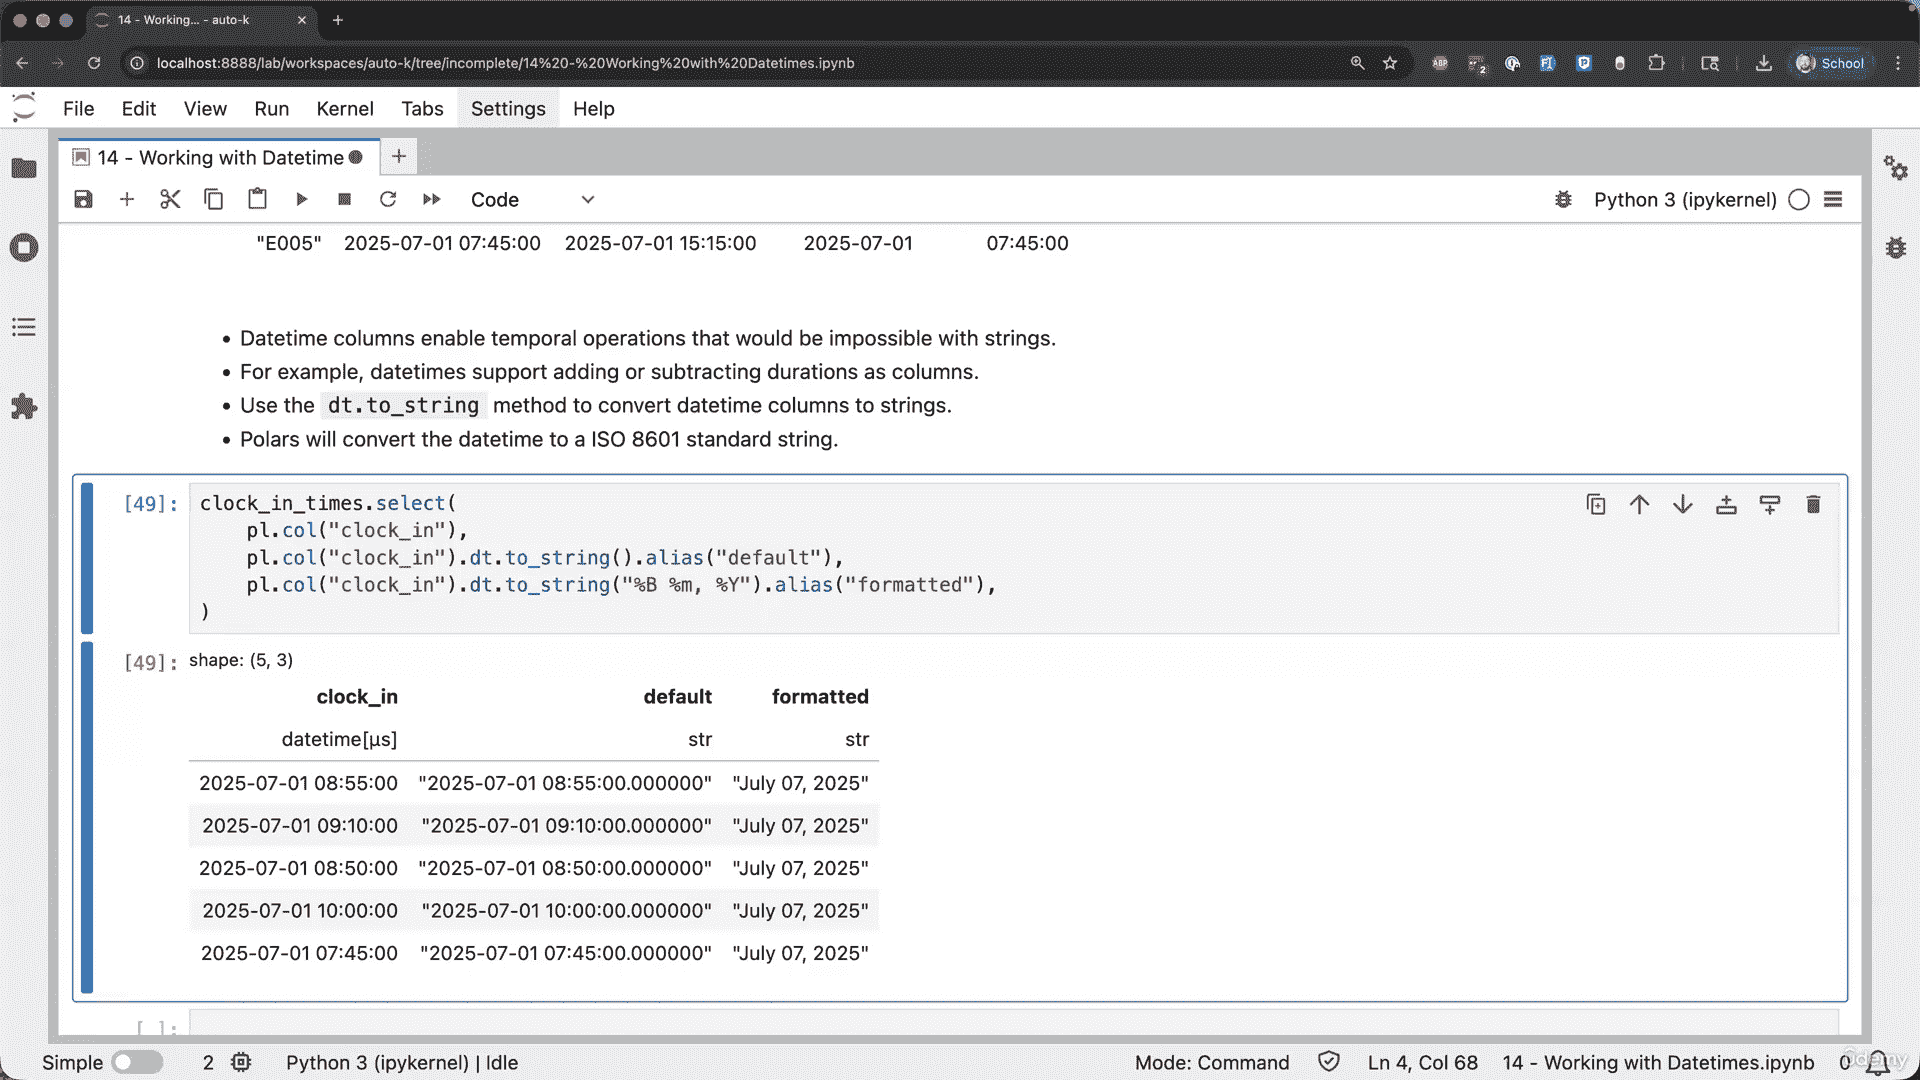 14 - Working... - auto-k
localhost:8888/lab/workspaces/auto-k/tree/incomplete/14%20-%20Working%20with%20Datetimes.ipynb
ABP
2
School
File Edit View Run Kernel Tabs Settings Help
14 - Working with Datetime
Code
Python 3 (ipykernel)
"E005" 2025-07-01 07:45:00 2025-07-01 15:15:00 2025-07-01 07:45:00
• Datetime columns enable temporal operations that would be impossible with strings.
• For example, datetimes support adding or subtracting durations as columns.
• Use the dt.to_string method to convert datetime columns to strings.
• Polars will convert the datetime to a ISO 8601 standard string.
[49]: clock_in_times.select(
pl.col("clock_in"),
pl.col("clock_in").dt.to_string().alias("default"),
pl.col("clock_in").dt.to_string("%B %m, %Y").alias("formatted"),
)
[49]: shape: (5, 3)
clock_in default formatted
datetime[μs] str str
2025-07-01 08:55:00 "2025-07-01 08:55:00.000000" "July 07, 2025"
2025-07-01 09:10:00 "2025-07-01 09:10:00.000000" "July 07, 2025"
2025-07-01 08:50:00 "2025-07-01 08:50:00.000000" "July 07, 2025"
2025-07-01 10:00:00 "2025-07-01 10:00:00.000000" "July 07, 2025"
2025-07-01 07:45:00 "2025-07-01 07:45:00.000000" "July 07, 2025"
[ ]:
Simple 2 Python 3 (ipykernel) | Idle Mode: Command Ln 4, Col 68 14 - Working with Datetimes.ipynb 0
Udemy